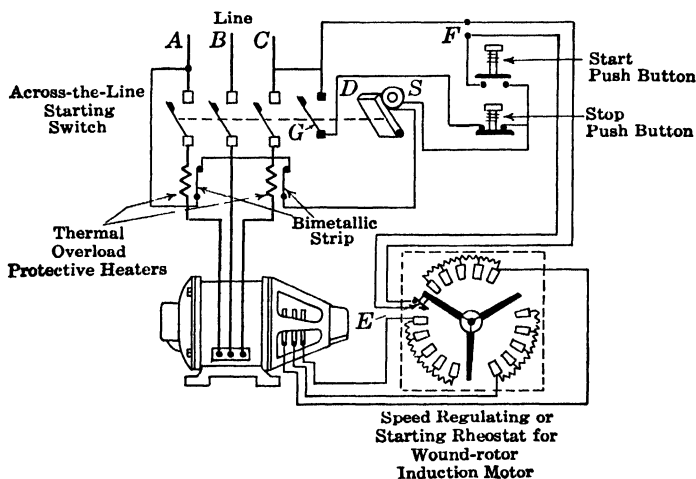 Line
A B C
F
Start
Push Button
Across-the-Line
Starting
Switch
D S
G
Stop
Push Button
Thermal
Overload
Protective Heaters
Bimetallic
Strip
E
Speed Regulating or
Starting Rheostat for
Wound-rotor
Induction Motor